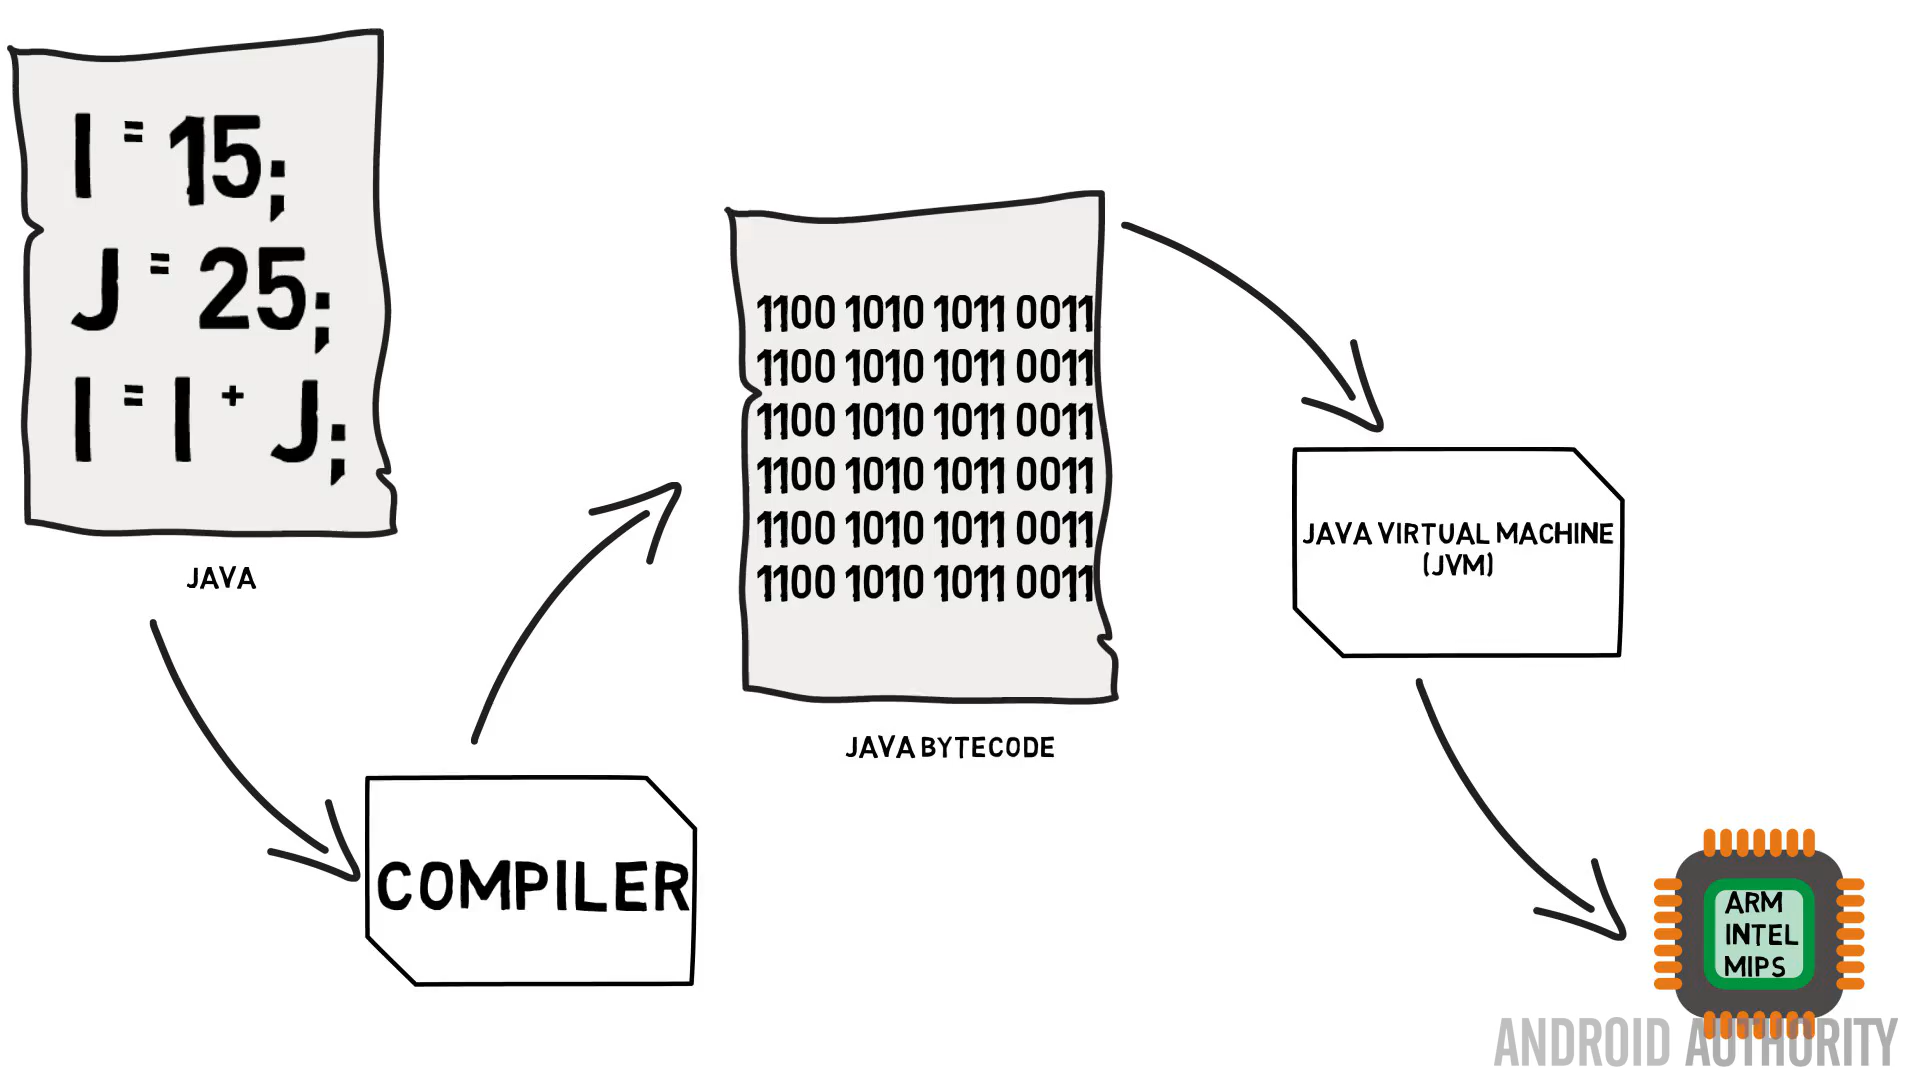 I = 15;
J = 25;
I = I + J;
JAVA
COMPILER
1100 1010 1011 0011
1100 1010 1011 0011
1100 1010 1011 0011
1100 1010 1011 0011
1100 1010 1011 0011
1100 1010 1011 0011
JAVA BYTECODE
JAVA VIRTUAL MACHINE
(JVM)
ARM
INTEL
MIPS
ANDROID AUTHORITY